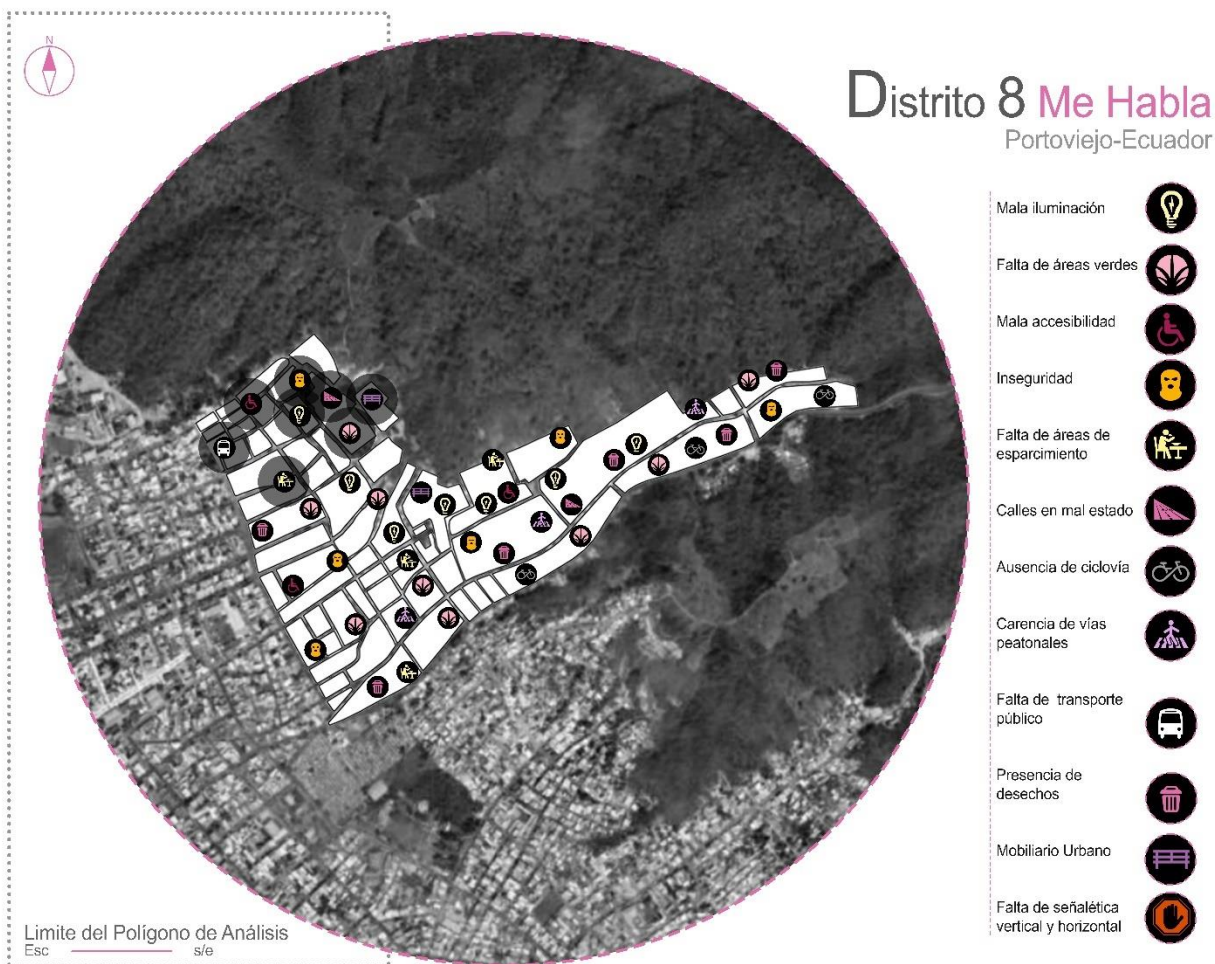 N
Distrito 8 Me Habla
Portoviejo-Ecuador
Mala iluminación
Falta de áreas verdes
Mala accesibilidad
Inseguridad
Falta de áreas de
esparcimiento
Calles en mal estado
Ausencia de ciclovía
Carencia de vías
peatonales
Falta de transporte
público
Presencia de
desechos
Mobiliario Urbano
Falta de señalética
vertical y horizontal
Limite del Polígono de Análisis
Esc s/e